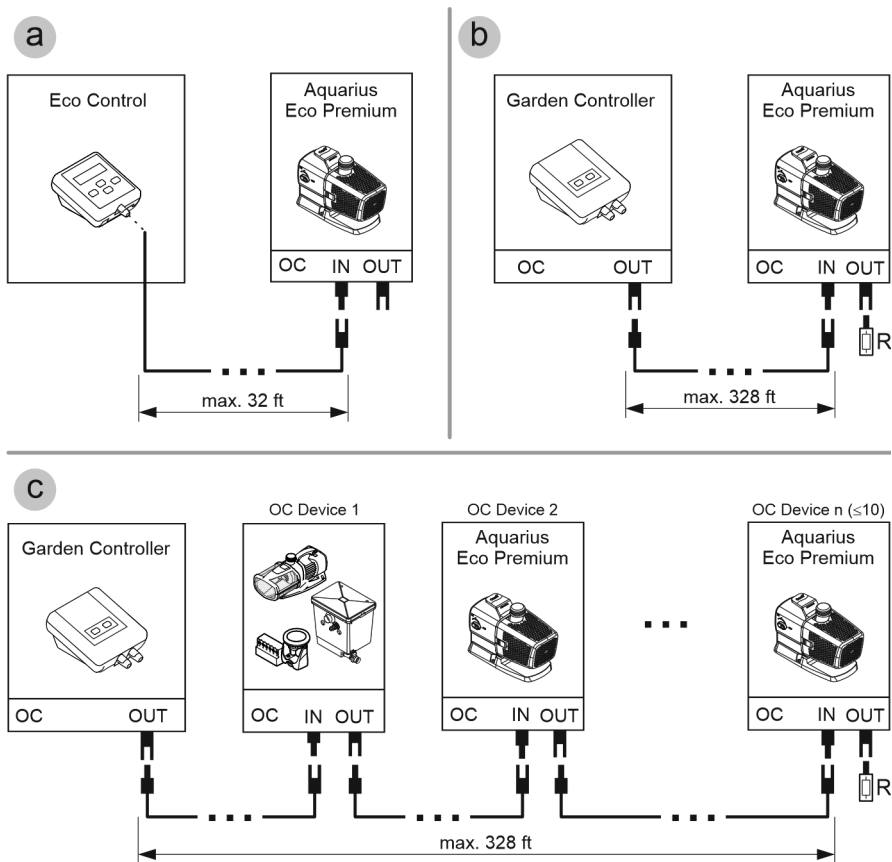 a
Eco Control
Aquarius
Eco Premium
OC IN OUT
max. 32 ft
b
Garden Controller
Aquarius
Eco Premium
OC OUT
OC IN OUT
R
max. 328 ft
c
OC Device 1
OC Device 2
OC Device n (≤10)
Garden Controller
Aquarius
Eco Premium
Aquarius
Eco Premium
OC OUT
OC IN OUT
OC IN OUT
OC IN OUT
R
max. 328 ft